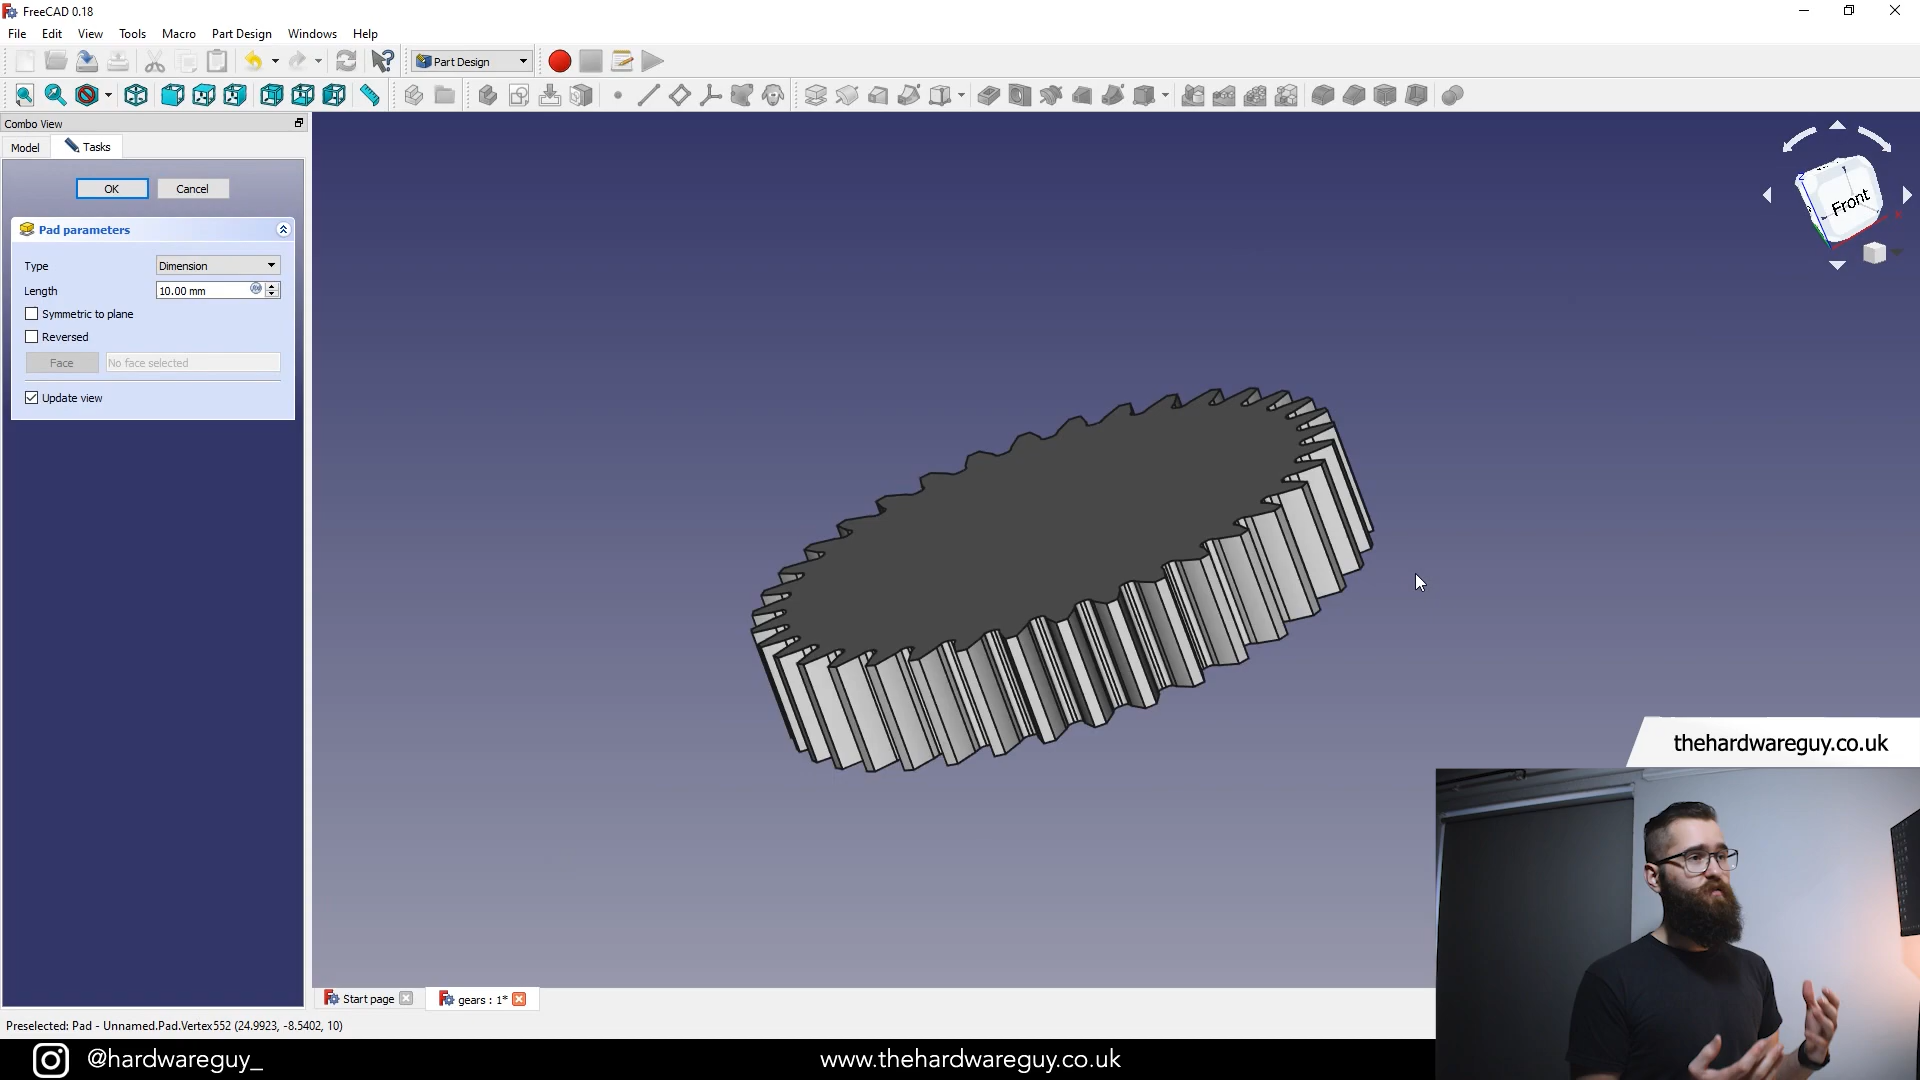 FreeCAD 0.18
File Edit View Tools Macro Part Design Windows Help
Part Design
Combo View
Model Tasks
OK Cancel
Pad parameters
Type Dimension
Length 10.00 mm
Symmetric to plane
Reversed
Face No face selected
Update view
Front
thehardwareguy.co.uk
Start page gears : 1*
Preselected: Pad - Unnamed.Pad.Vertex552 (24.9923, -8.5402, 10)
@hardwareguy_ www.thehardwareguy.co.uk